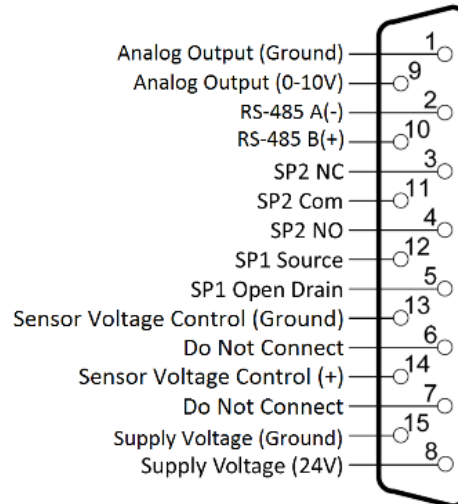 Analog Output (Ground) 1
Analog Output (0-10V) 9
RS-485 A(-) 2
RS-485 B(+) 10
SP2 NC 3
SP2 Com 11
SP2 NO 4
SP1 Source 12
SP1 Open Drain 5
Sensor Voltage Control (Ground) 13
Do Not Connect 6
Sensor Voltage Control (+) 14
Do Not Connect 7
Supply Voltage (Ground) 15
Supply Voltage (24V) 8